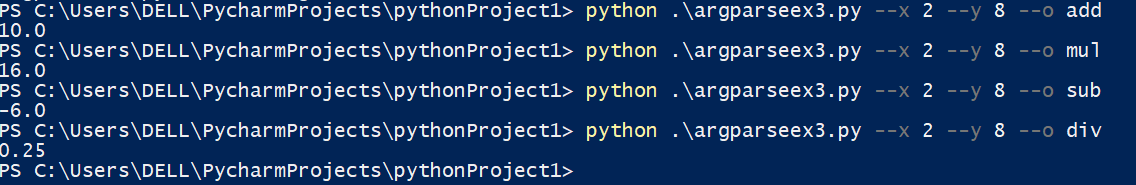 PS C:\Users\DELL\PycharmProjects\pythonProject1> python .\argparseex3.py --x 2 --y 8 --o add
10.0
PS C:\Users\DELL\PycharmProjects\pythonProject1> python .\argparseex3.py --x 2 --y 8 --o mul
16.0
PS C:\Users\DELL\PycharmProjects\pythonProject1> python .\argparseex3.py --x 2 --y 8 --o sub
-6.0
PS C:\Users\DELL\PycharmProjects\pythonProject1> python .\argparseex3.py --x 2 --y 8 --o div
0.25
PS C:\Users\DELL\PycharmProjects\pythonProject1>